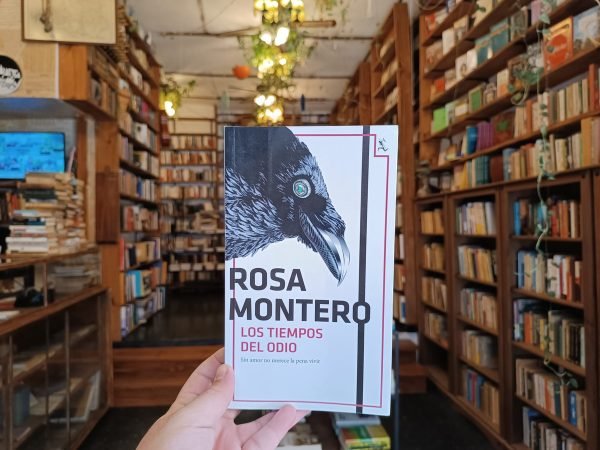 ROSA
MONTERO
LOS TIEMPOS
DEL ODIO
Sin amor no merece la pena vivir